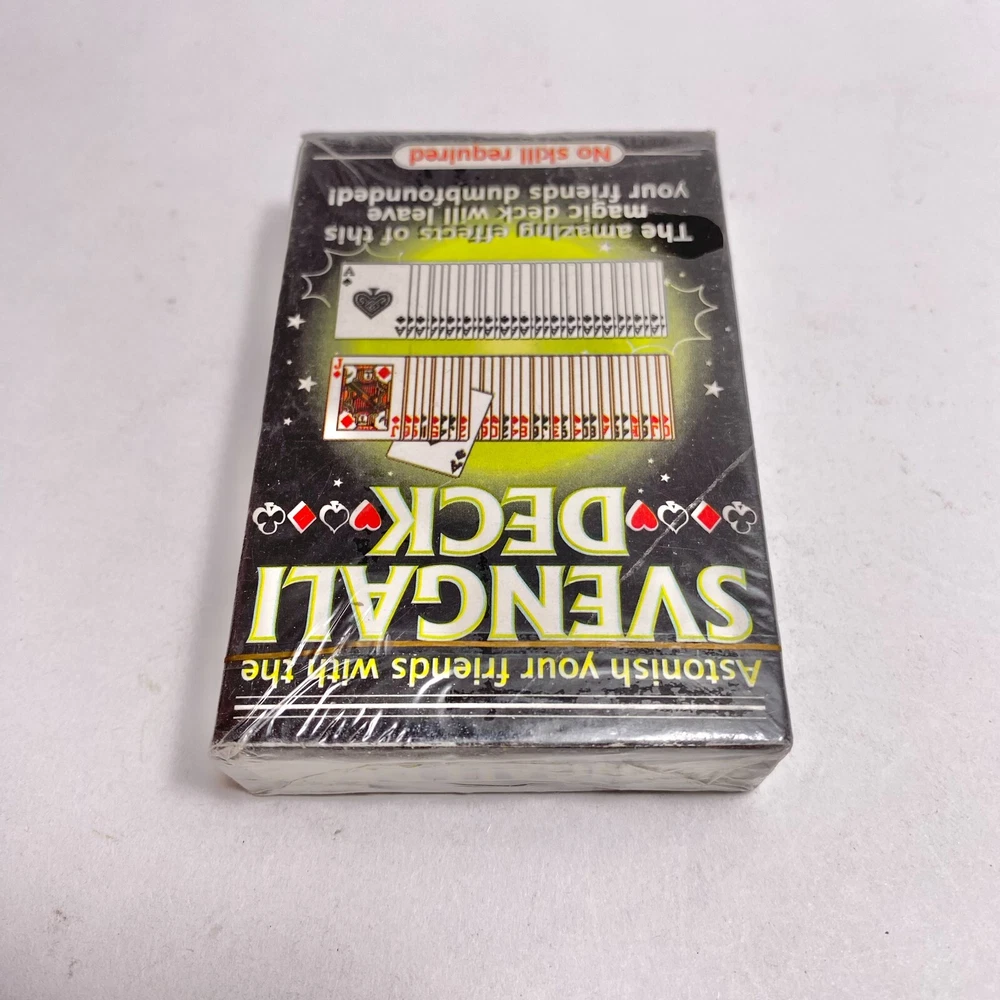 Astonish your friends with the
SVENGALI
DECK
The amazing effects of this
magic deck will leave
your friends dumbfounded!
No skill required